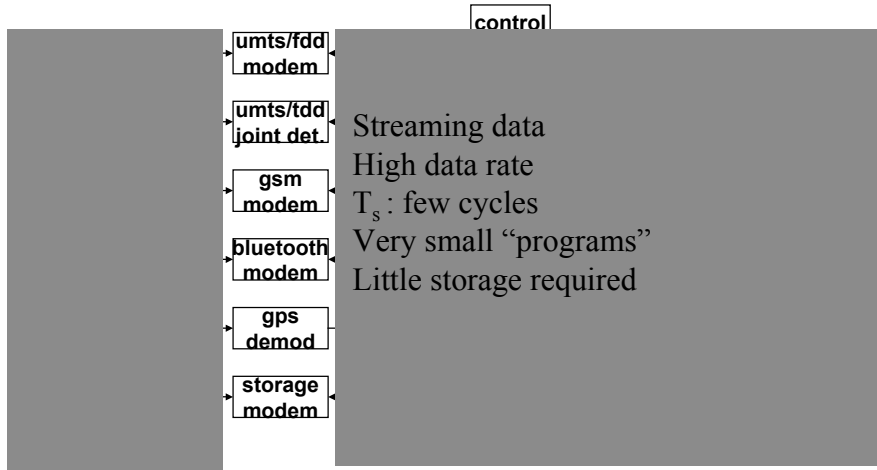 control
umts/fdd
modem
umts/tdd
joint det.
gsm
modem
bluetooth
modem
gps
demod
storage
modem
Streaming data
High data rate
Ts : few cycles
Very small “programs”
Little storage required